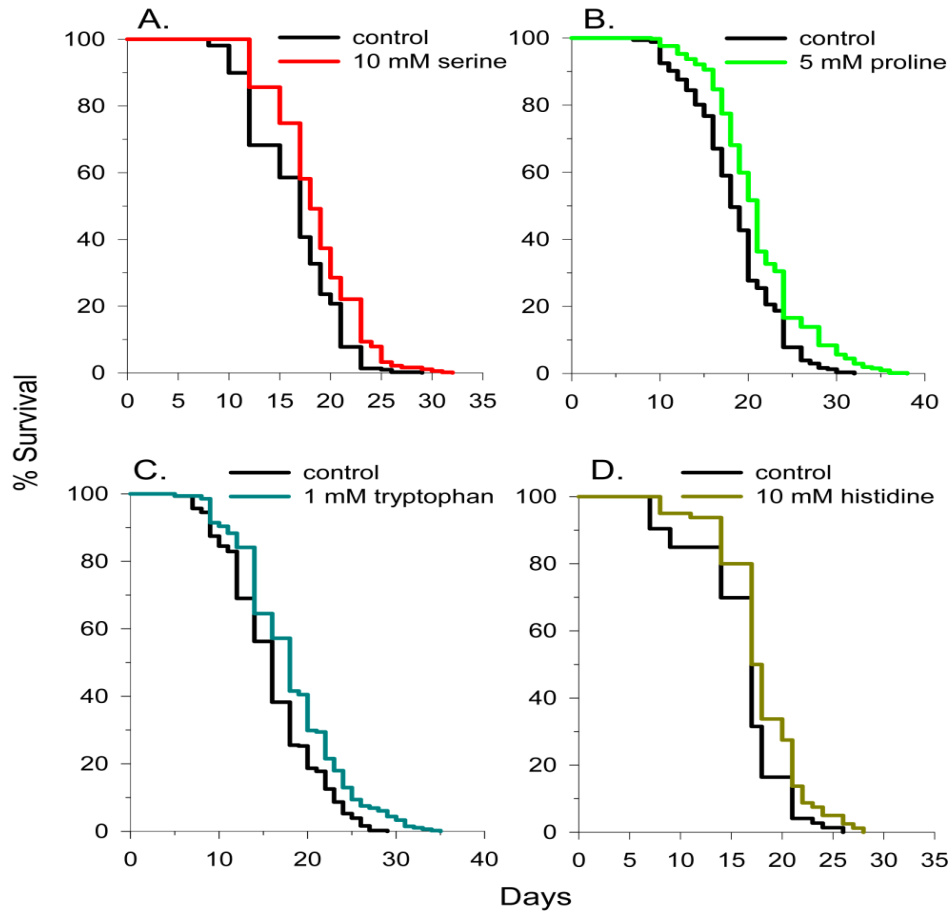 A.
control
10 mM serine
100
80
60
40
20
0
0 5 10 15 20 25 30 35
B.
control
5 mM proline
100
80
60
40
20
0
0 10 20 30 40
% Survival
C.
control
1 mM tryptophan
100
80
60
40
20
0
0 10 20 30 40
D.
control
10 mM histidine
100
80
60
40
20
0
0 5 10 15 20 25 30 35
Days